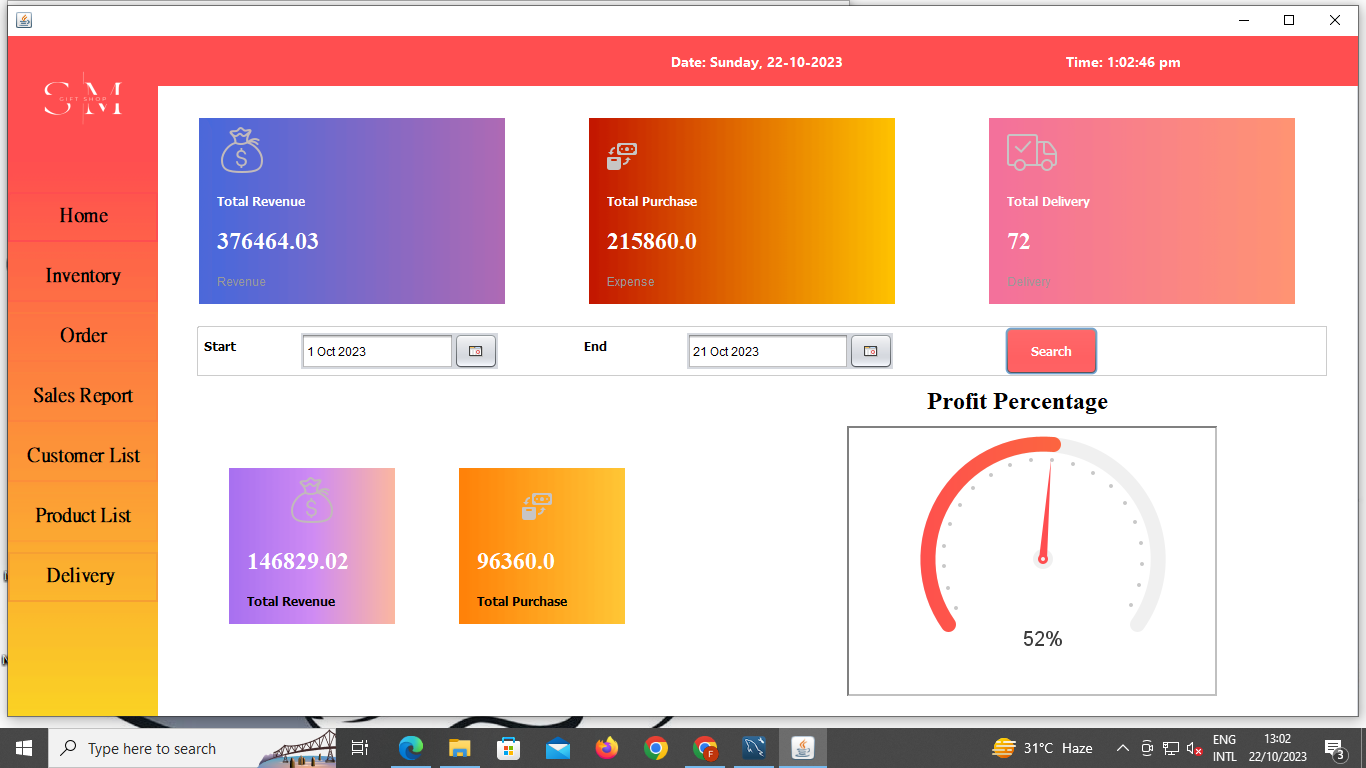 Date: Sunday, 22-10-2023
Time: 1:02:46 pm
SM
GIFT SHOP
Home
Inventory
Order
Sales Report
Customer List
Product List
Delivery
Total Revenue
376464.03
Revenue
Total Purchase
215860.0
Expense
Total Delivery
72
Delivery
Start
1 Oct 2023
End
21 Oct 2023
Search
Profit Percentage
146829.02
Total Revenue
96360.0
Total Purchase
52%
Type here to search
31°C Haze
ENG
INTL
13:02
22/10/2023
3